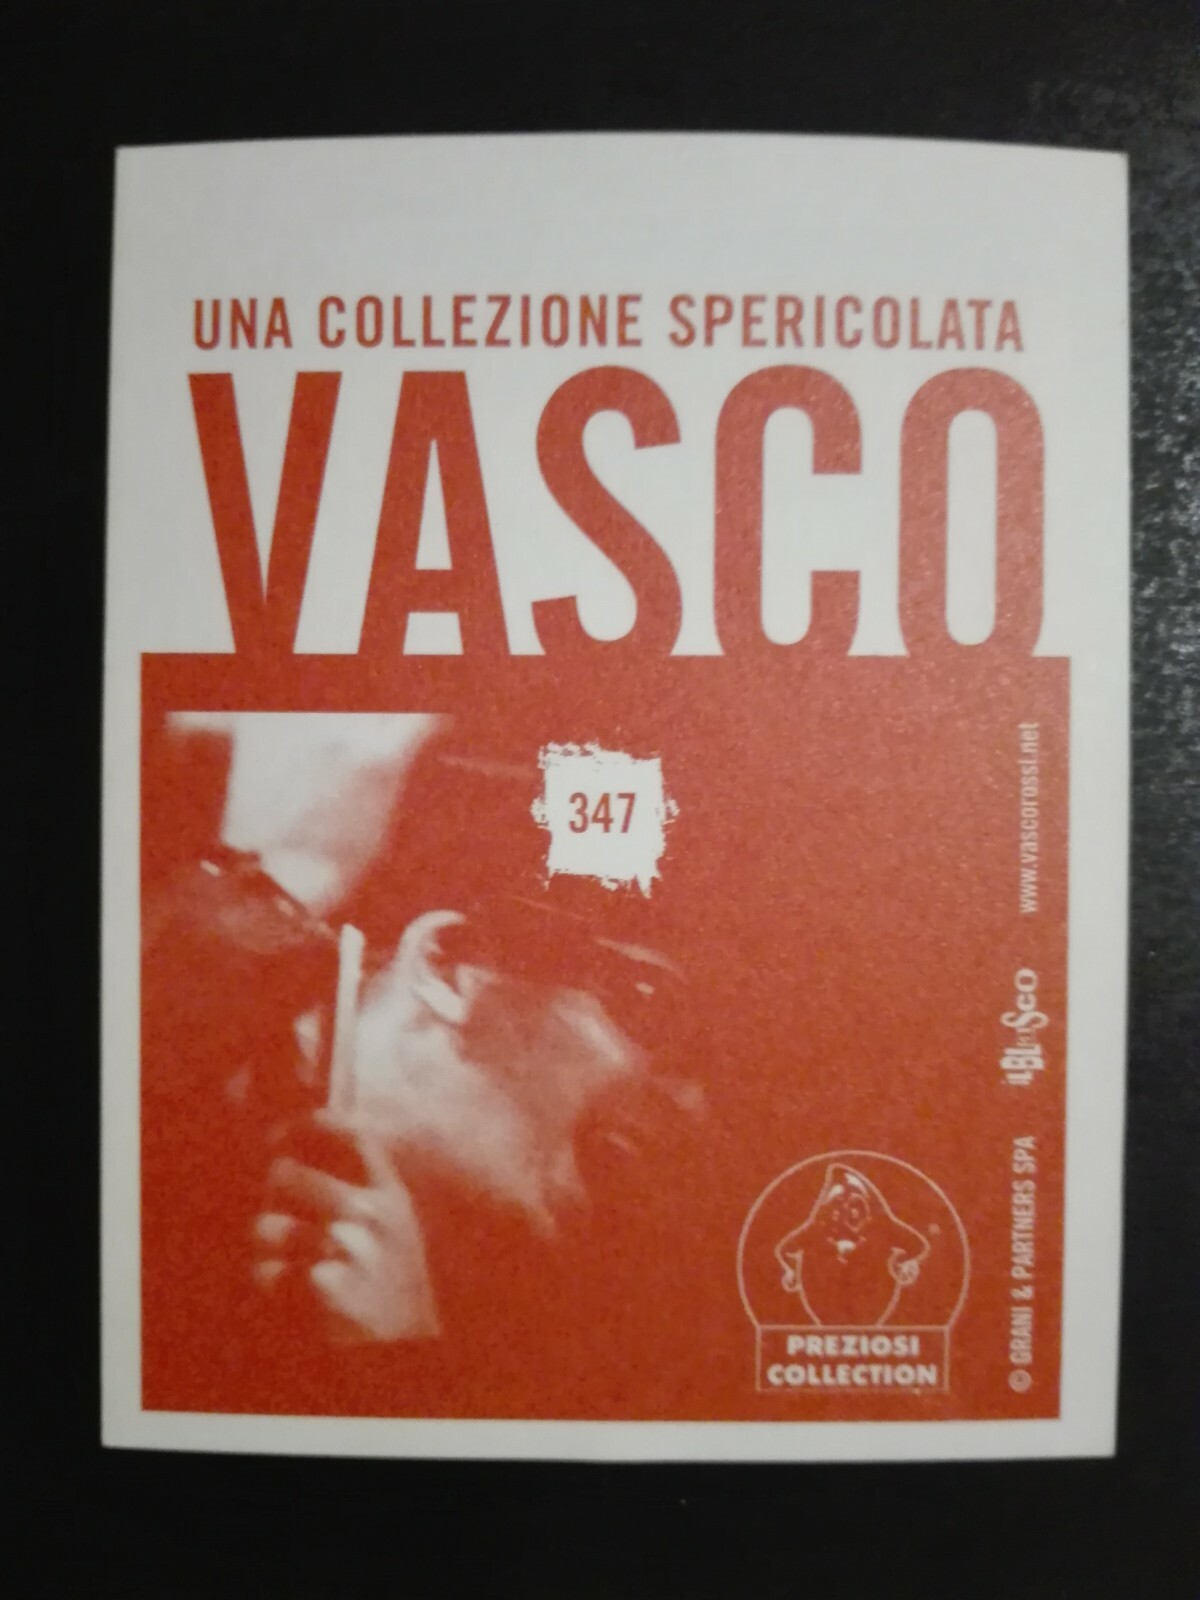 UNA COLLEZIONE SPERICOLATA
VASCO
347
www.vascorossi.net
© GRANI & PARTNERS SPA
PREZIOSI
COLLECTION